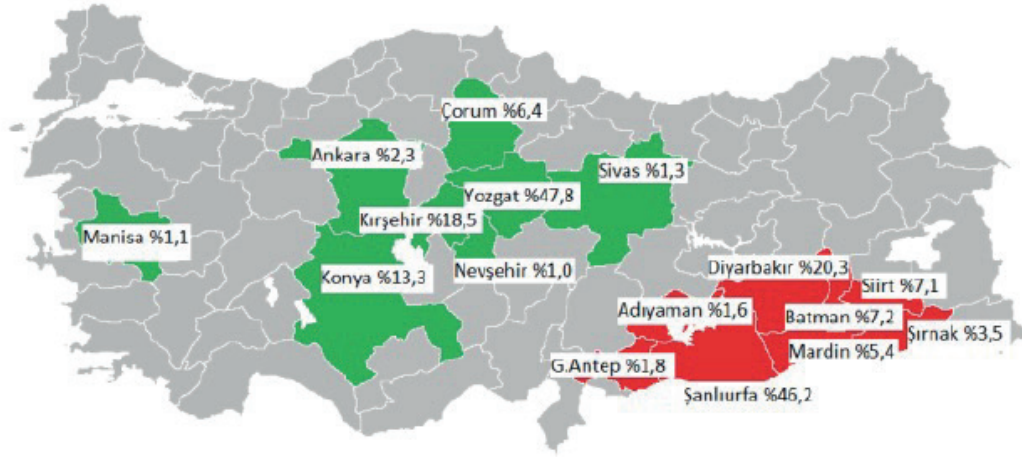 Çorum %6,4
Ankara %2,3
Sivas %1,3
Yozgat %47,8
Kırşehir %18,5
Manisa %1,1
Konya %13,3
Nevşehir %1,0
Diyarbakır %20,3
Siirt %7,1
Adıyaman %1,6
Batman %7,2
Şırnak %3,5
Mardin %5,4
G.Antep %1,8
Şanlıurfa %46,2